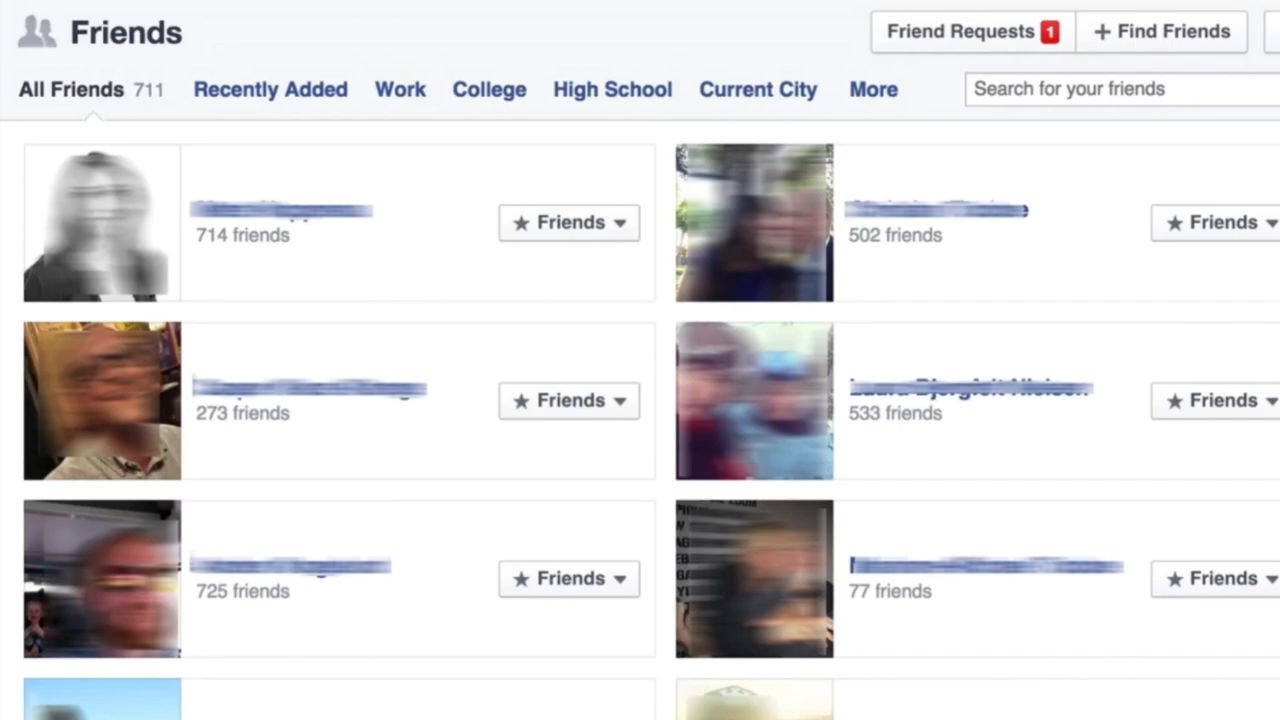 Friends
Friend Requests 1
+ Find Friends
All Friends 711
Recently Added
Work
College
High School
Current City
More
Search for your friends
714 friends
★ Friends
502 friends
★ Friends
273 friends
★ Friends
533 friends
★ Friends
725 friends
★ Friends
77 friends
★ Friends